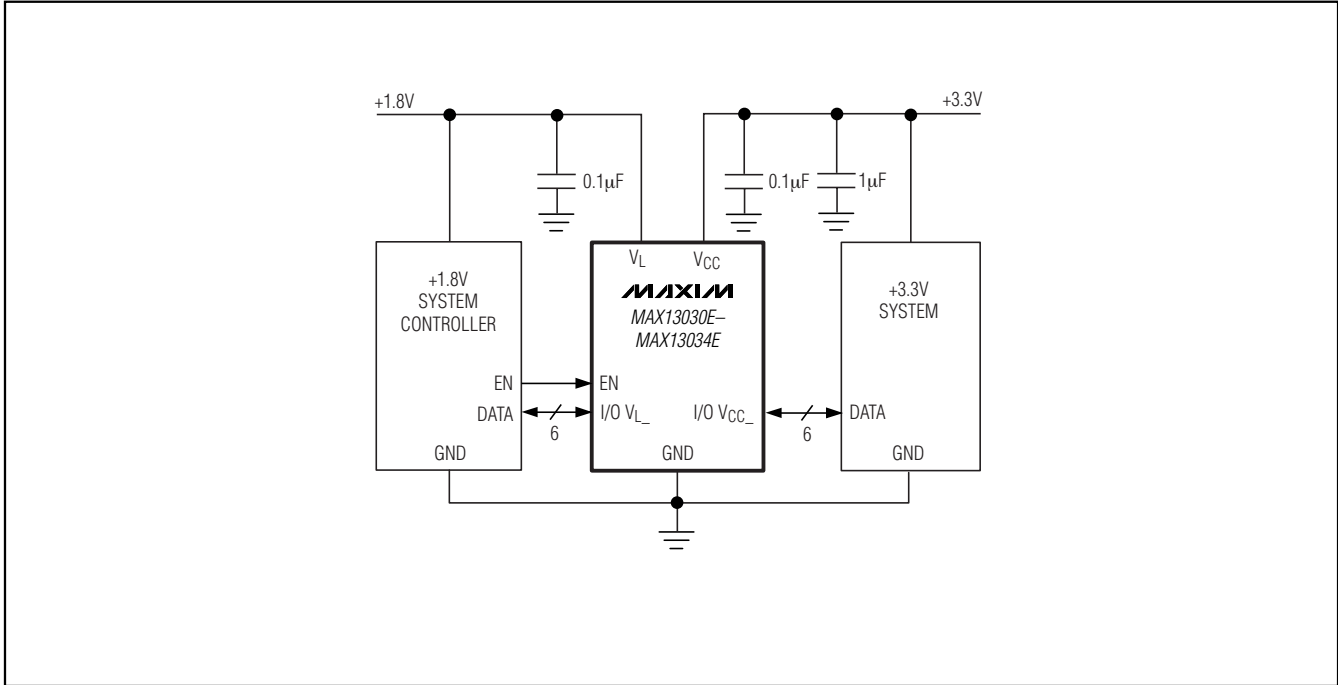 +1.8V
+3.3V
0.1µF
0.1µF
1µF
+1.8V
SYSTEM
CONTROLLER
EN
DATA
GND
6
VL
VCC
MAXIM
MAX13030E–
MAX13034E
EN
I/O VL_
I/O VCC_
GND
6
+3.3V
SYSTEM
DATA
GND